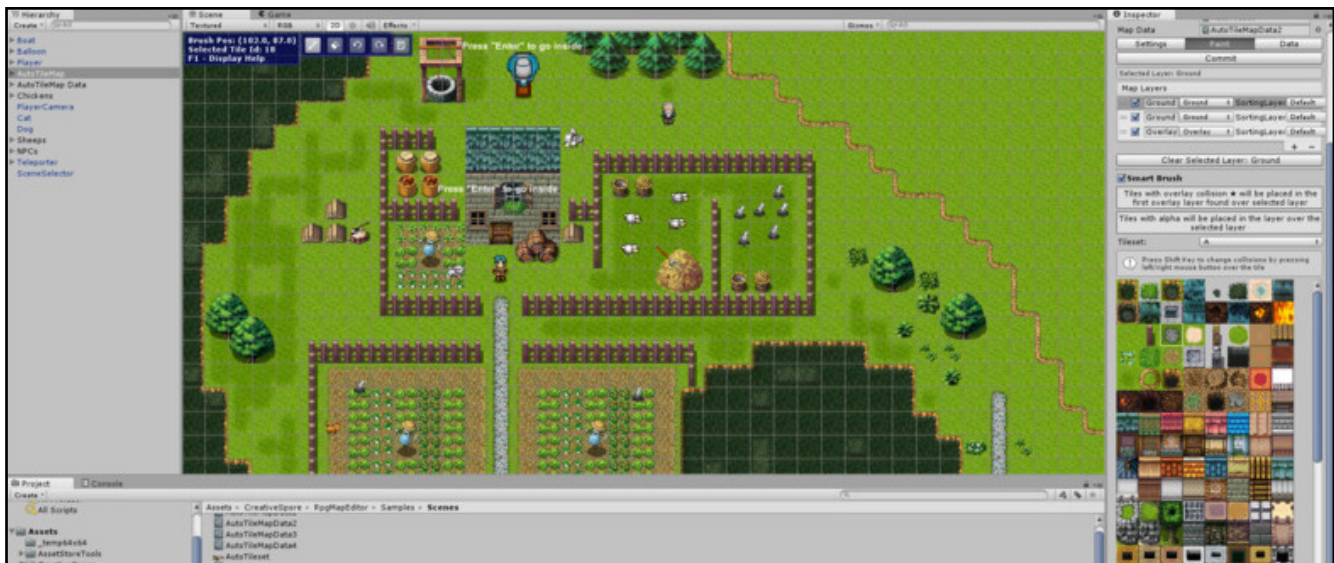 Hierarchy
Create
Boat
Balloon
Player
AutoTileMap
AutoTileMap Data
Chickens
PlayerCamera
Cat
Dog
Sheeps
NPCs
Teleporter
SceneSelector
Scene Game
Textured RGB 2D Effects Gizmos
Brush Pos: (102.0, 87.0)
Selected Tile Id: 18
F1 - Display Help
Press "Enter" to go inside
Press "Enter" to go inside
Inspector
Map Data AutoTileMapData2
Settings Paint Data
Commit
Selected Layer: Ground
Map Layers
Ground Ground SortingLayer Default
Ground Ground SortingLayer Default
Overlay Overlay SortingLayer Default
+ -
Clear Selected Layer: Ground
Smart Brush
Tiles with overlay collision ★ will be placed in the
first overlay layer found over selected layer
Tiles with alpha will be placed in the layer over the
selected layer
Tileset: A
Press Shift Key to change collisions by pressing
left/right mouse button over the tile
Project Console
Create
All Scripts
Assets
_temp64x64
AssetStoreTools
Assets CreativeSpore RpgMapEditor Samples Scenes
AutoTileMapData2
AutoTileMapData3
AutoTileMapData4
AutoTileset